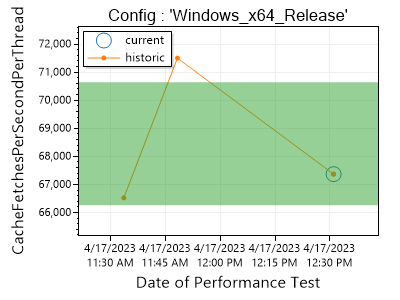 Config : 'Windows_x64_Release'
current
historic
CacheFetchesPerSecondPerThread
72,000
71,000
70,000
69,000
68,000
67,000
66,000
4/17/2023 4/17/2023 4/17/2023 4/17/2023 4/17/2023
11:30 AM 11:45 AM 12:00 PM 12:15 PM 12:30 PM
Date of Performance Test